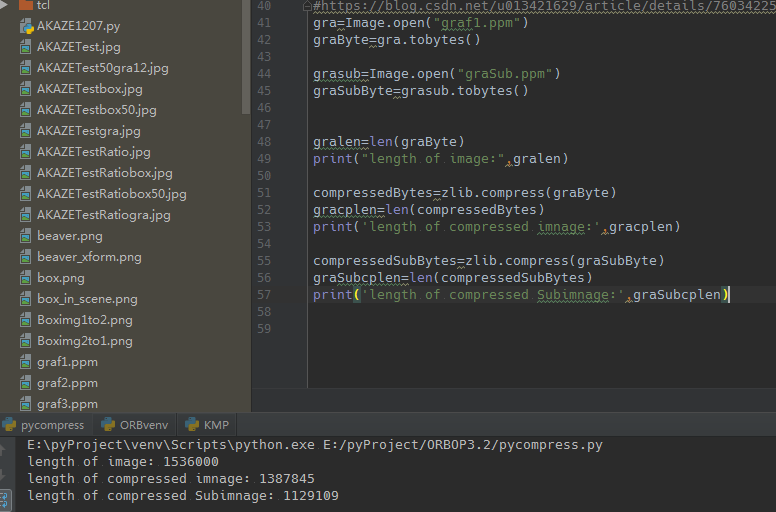 tcl
AKAZE1207.py
AKAZETest.jpg
AKAZETest50gra12.jpg
AKAZETestbox.jpg
AKAZETestbox50.jpg
AKAZETestgra.jpg
AKAZETestRatio.jpg
AKAZETestRatiobox.jpg
AKAZETestRatiobox50.jpg
AKAZETestRatiogra.jpg
beaver.png
beaver_xform.png
box.png
box_in_scene.png
Boximg1to2.png
Boximg2to1.png
graf1.ppm
graf2.ppm
graf3.ppm
40 #https://blog.csdn.net/u013421629/article/details/76034225
41 gra=Image.open("graf1.ppm")
42 graByte=gra.tobytes()
43
44 grasub=Image.open("graSub.ppm")
45 graSubByte=grasub.tobytes()
46
47
48 gralen=len(graByte)
49 print("length of image:",gralen)
50
51 compressedBytes=zlib.compress(graByte)
52 gracplen=len(compressedBytes)
53 print('length of compressed imnage:',gracplen)
54
55 compressedSubBytes=zlib.compress(graSubByte)
56 graSubcplen=len(compressedSubBytes)
57 print('length of compressed Subimnage:',graSubcplen)
58
59
pycompress ORBvenv KMP
E:\pyProject\venv\Scripts\python.exe E:/pyProject/ORBOP3.2/pycompress.py
length of image: 1536000
length of compressed imnage: 1387845
length of compressed Subimnage: 1129109